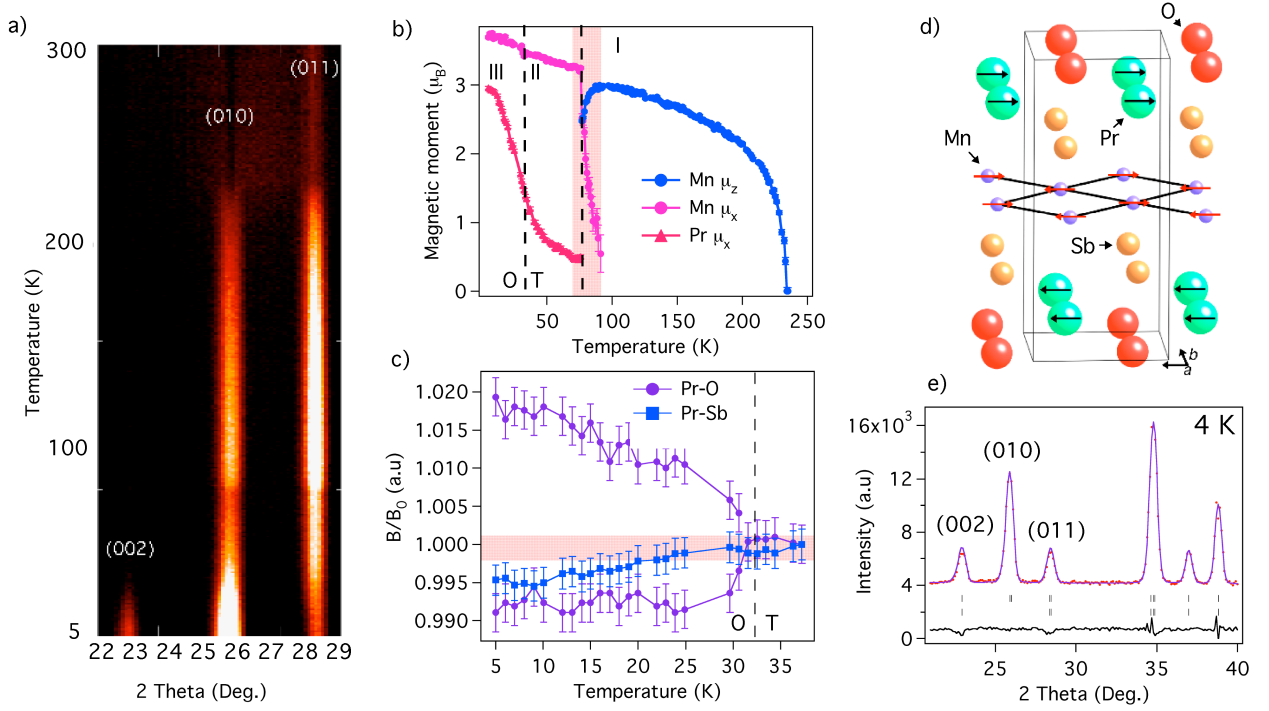 a)
300
200
100
5
Temperature (K)
(011)
(010)
(002)
22 23 24 25 26 27 28 29
2 Theta (Deg.)
b)
Magnetic moment (μB)
3
2
1
0
III
II
I
Mn μz
Mn μx
Pr μx
O
T
50 100 150 200 250
Temperature (K)
c)
B/B0 (a.u)
1.020
1.015
1.010
1.005
1.000
0.995
0.990
Pr-O
Pr-Sb
O
T
5 10 15 20 25 30 35
Temperature (K)
d)
O
Pr
Mn
Sb
b
a
e)
4 K
Intensity (a.u)
16x10³
12
8
4
0
(010)
(002)
(011)
25 30 35 40
2 Theta (Deg.)